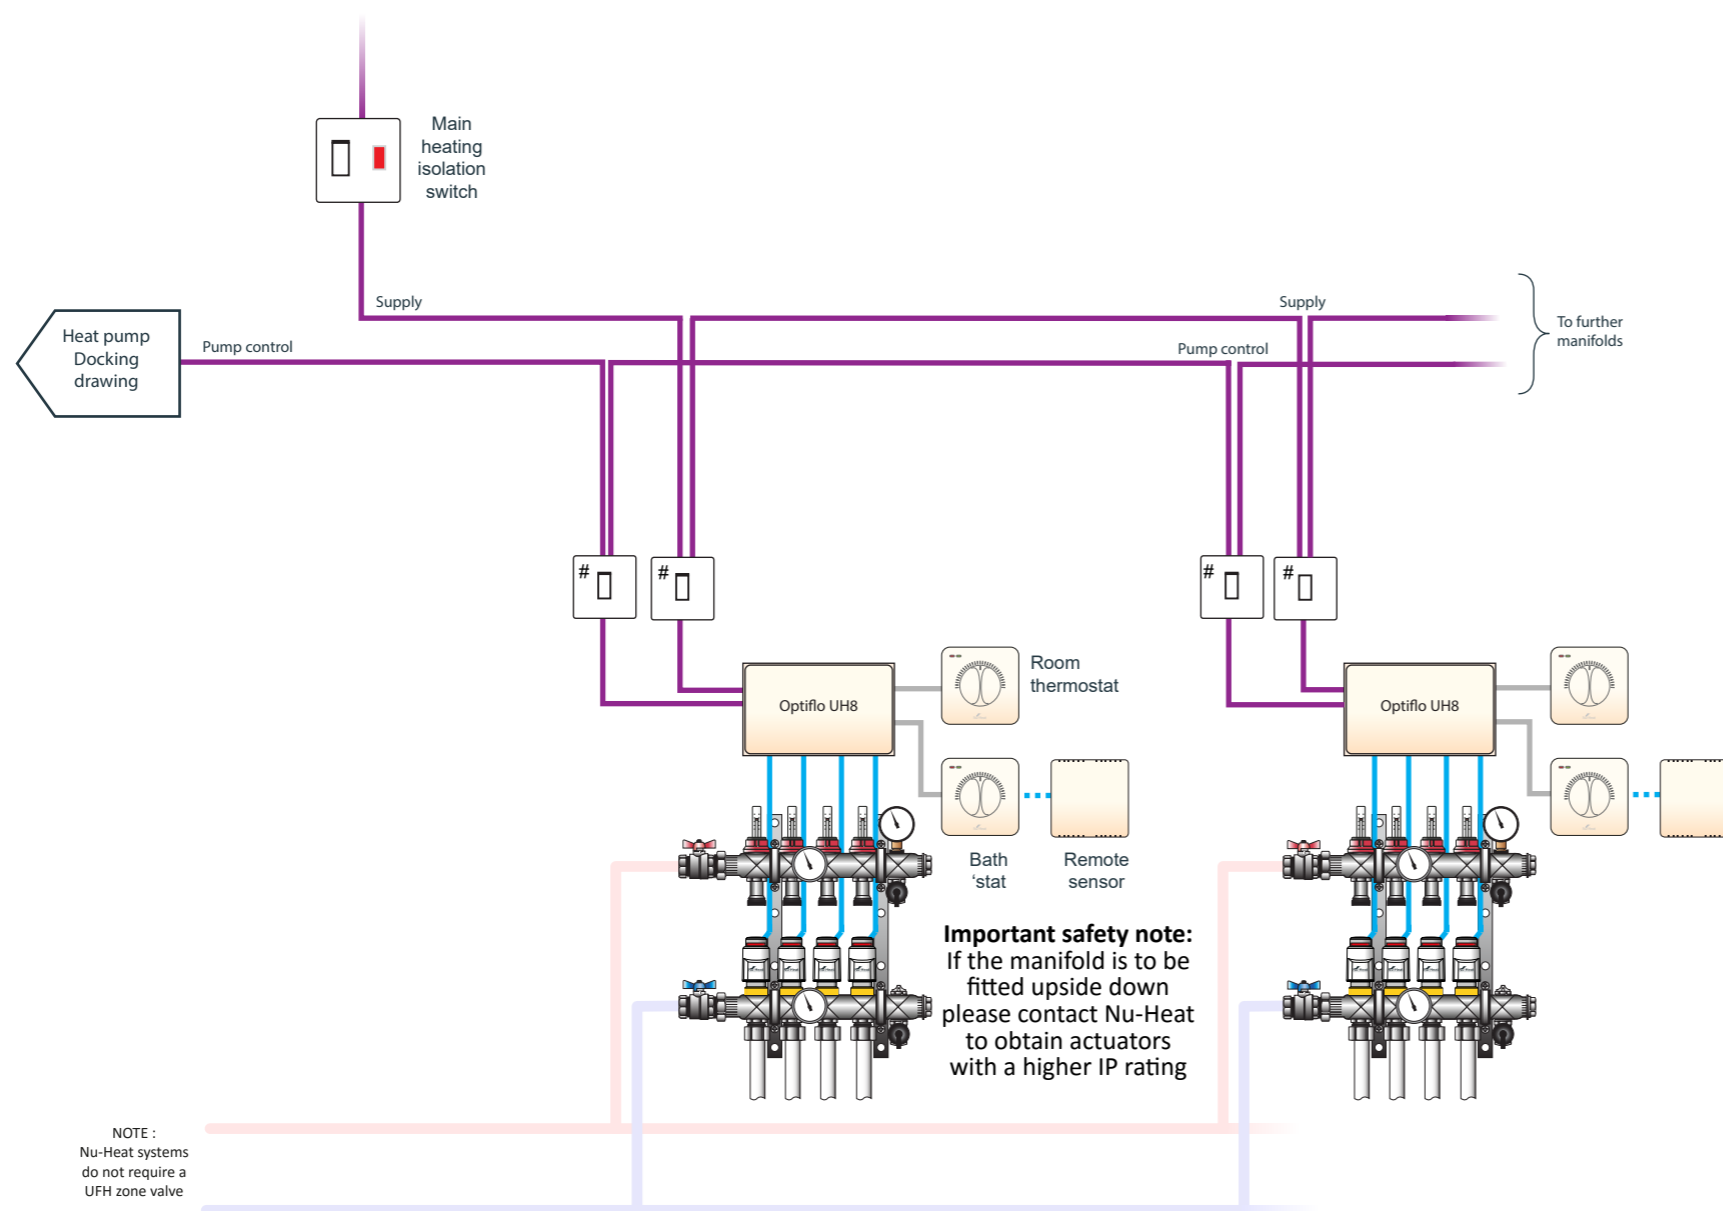 Main
heating
isolation
switch
Supply
Supply
Heat pump
Docking
drawing
Pump control
Pump control
To further
manifolds
#
#
#
#
Optiflo UH8
Room
thermostat
Optiflo UH8
Bath
‘stat
Remote
sensor
Important safety note:
If the manifold is to be
fitted upside down
please contact Nu-Heat
to obtain actuators
with a higher IP rating
NOTE :
Nu-Heat systems
do not require a
UFH zone valve